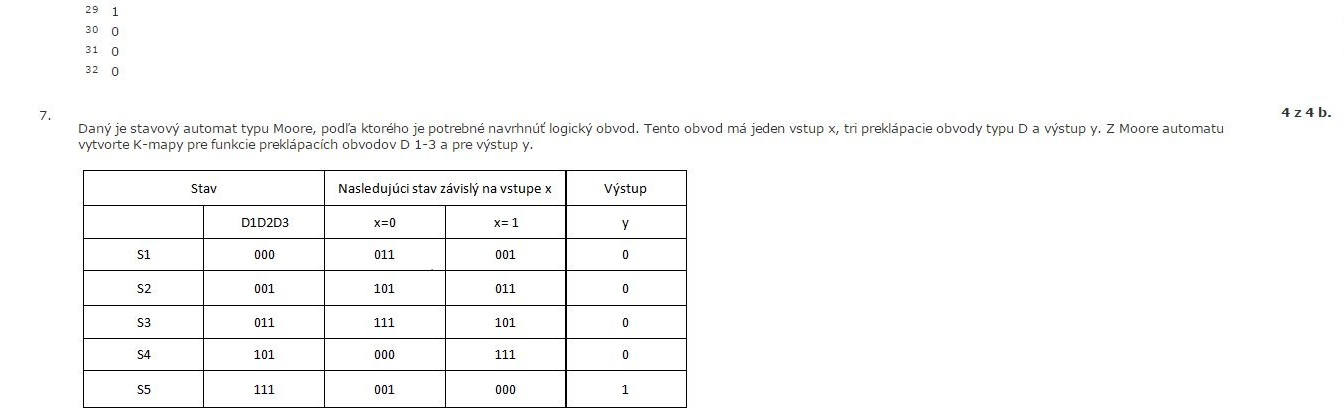 29 1
30 0
31 0
32 0
7.
4 z 4 b.
Daný je stavový automat typu Moore, podľa ktorého je potrebné navrhnúť logický obvod. Tento obvod má jeden vstup x, tri preklápacie obvody typu D a výstup y. Z Moore automatu
vytvorte K-mapy pre funkcie preklápacích obvodov D 1-3 a pre výstup y.
Stav Nasledujúci stav závislý na vstupe x Výstup
D1D2D3 x=0 x= 1 y
S1 000 011 001 0
S2 001 101 011 0
S3 011 111 101 0
S4 101 000 111 0
S5 111 001 000 1